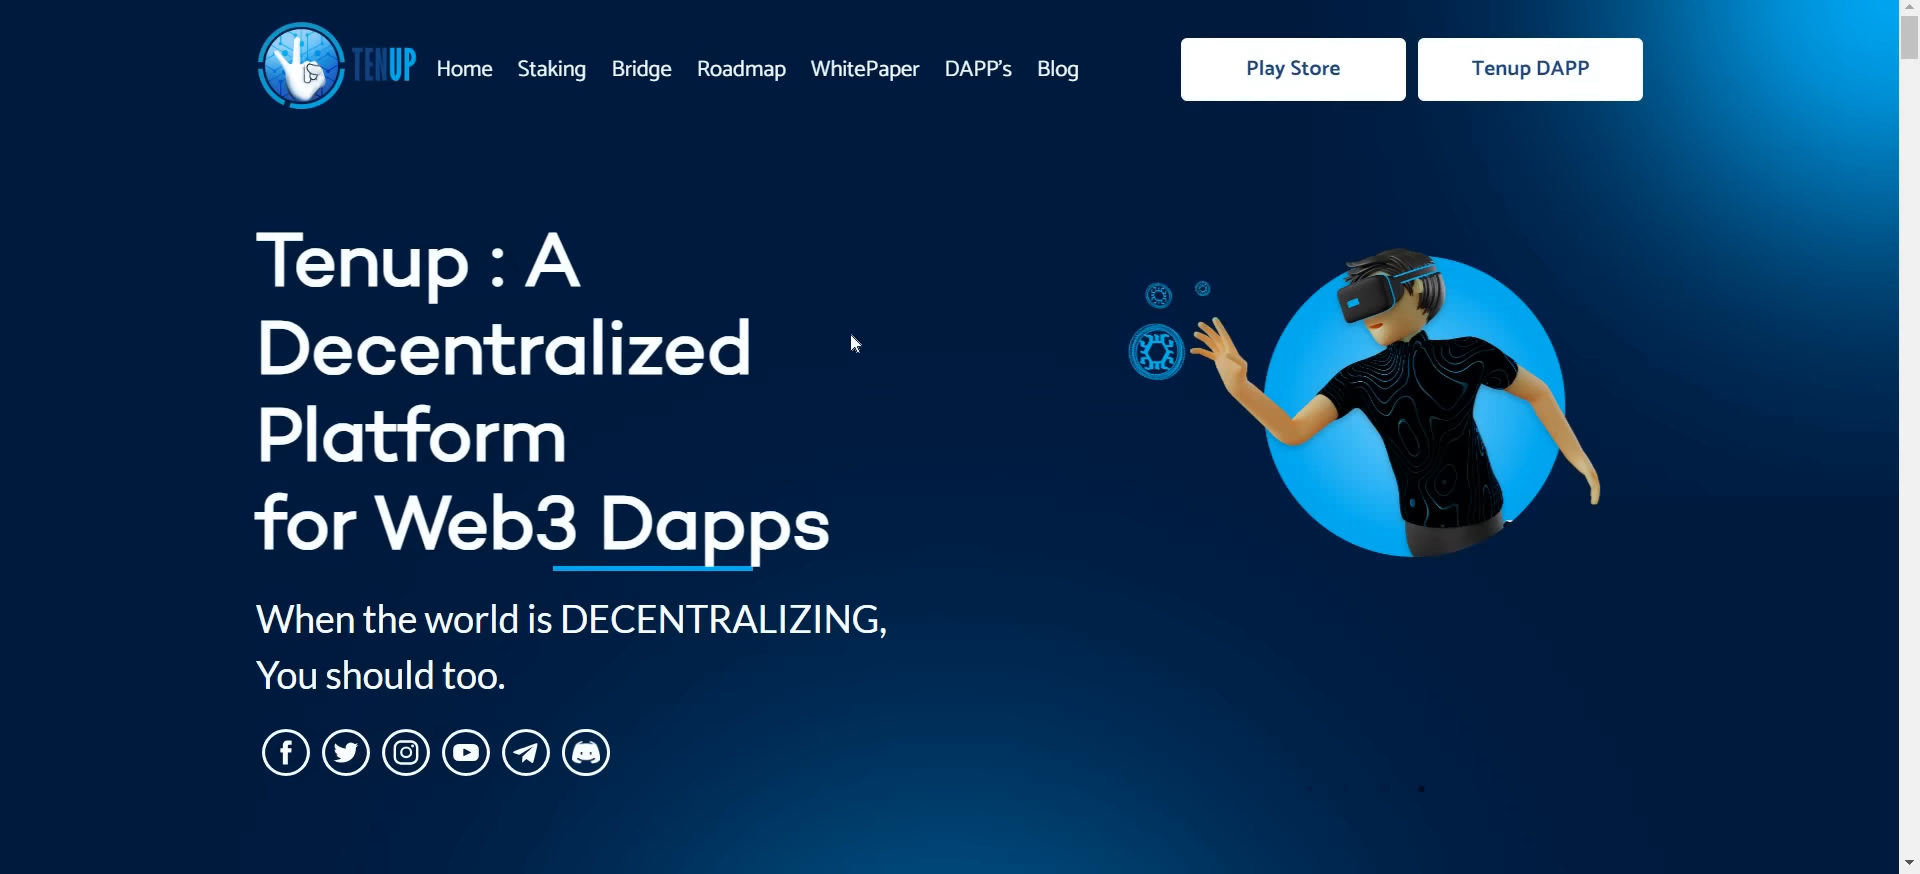 TENUP
Home Staking Bridge Roadmap WhitePaper DAPP's Blog
Play Store Tenup DAPP
Tenup : A
Decentralized
Platform
for Web3 Dapps
When the world is DECENTRALIZING,
You should too.